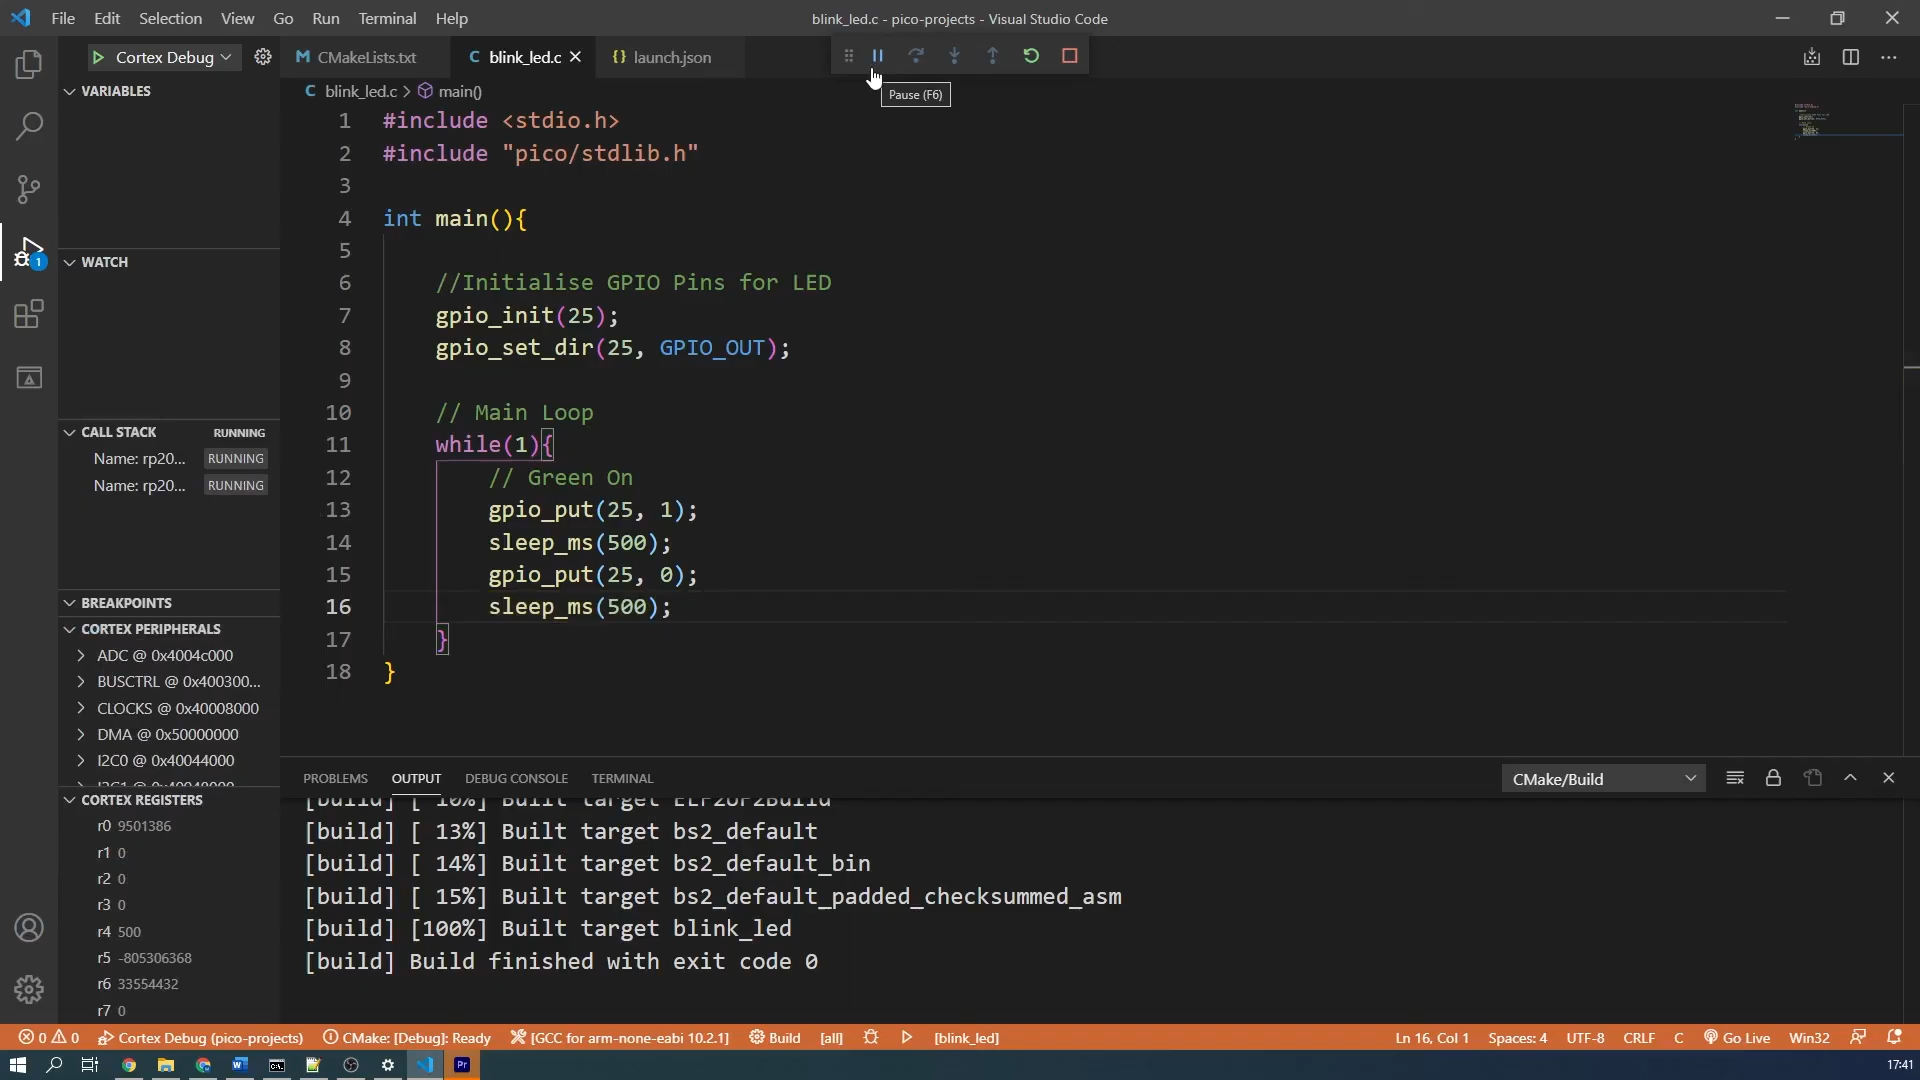 File Edit Selection View Go Run Terminal Help
blink_led.c - pico-projects - Visual Studio Code
Cortex Debug
M CMakeLists.txt
C blink_led.c
{} launch.json
Pause (F6)
C blink_led.c > main()
VARIABLES
WATCH
CALL STACK RUNNING
Name: rp20... RUNNING
Name: rp20... RUNNING
BREAKPOINTS
CORTEX PERIPHERALS
ADC @ 0x4004c000
BUSCTRL @ 0x400300...
CLOCKS @ 0x40008000
DMA @ 0x50000000
I2C0 @ 0x40044000
I2C1 @ 0x40048000
CORTEX REGISTERS
r0 9501386
r1 0
r2 0
r3 0
r4 500
r5 -805306368
r6 33554432
r7 0
1
1 #include <stdio.h>
2 #include "pico/stdlib.h"
3
4 int main(){
5
6 //Initialise GPIO Pins for LED
7 gpio_init(25);
8 gpio_set_dir(25, GPIO_OUT);
9
10 // Main Loop
11 while(1){
12 // Green On
13 gpio_put(25, 1);
14 sleep_ms(500);
15 gpio_put(25, 0);
16 sleep_ms(500);
17 }
18 }
PROBLEMS OUTPUT DEBUG CONSOLE TERMINAL
CMake/Build
[build] [ 10%] Built target ELF2UF2Build
[build] [ 13%] Built target bs2_default
[build] [ 14%] Built target bs2_default_bin
[build] [ 15%] Built target bs2_default_padded_checksummed_asm
[build] [100%] Built target blink_led
[build] Build finished with exit code 0
0 0 Cortex Debug (pico-projects) CMake: [Debug]: Ready [GCC for arm-none-eabi 10.2.1] Build [all] [blink_led] Ln 16, Col 1 Spaces: 4 UTF-8 CRLF C Go Live Win32
W
Pr
17:41